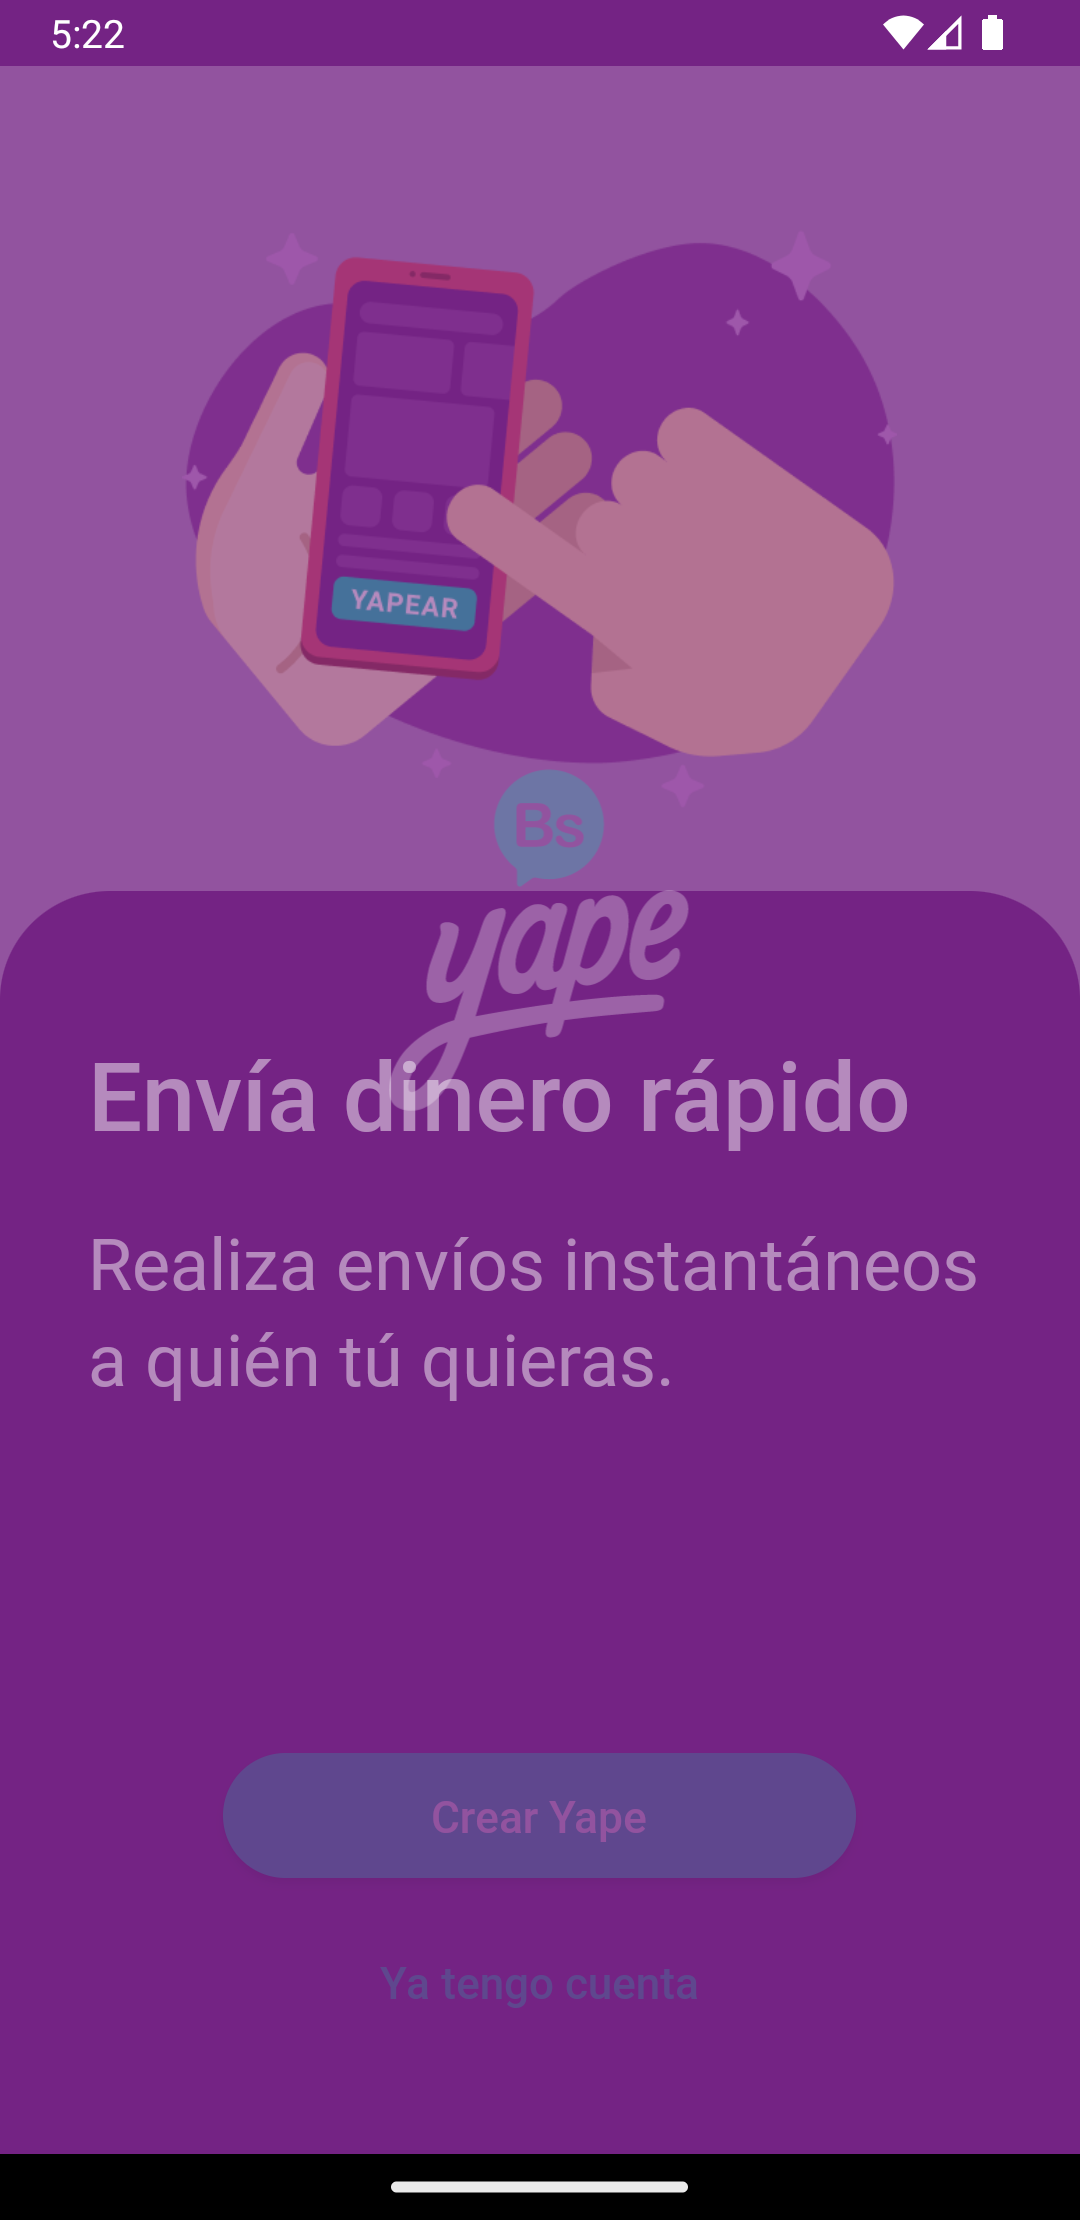 5:22
YAPEAR
Bs
yape
Envía dinero rápido
Realiza envíos instantáneos
a quién tú quieras.
Crear Yape
Ya tengo cuenta